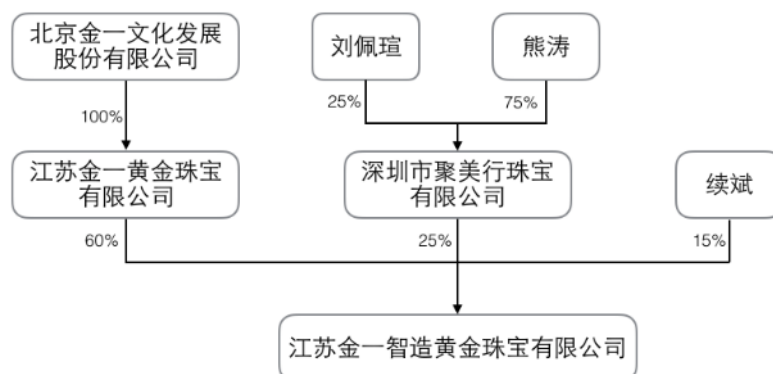 北京金一文化发展
股份有限公司
刘佩瑄
熊涛
100%
25%
75%
江苏金一黄金珠宝
有限公司
深圳市聚美行珠宝
有限公司
续斌
60%
25%
15%
江苏金一智造黄金珠宝有限公司